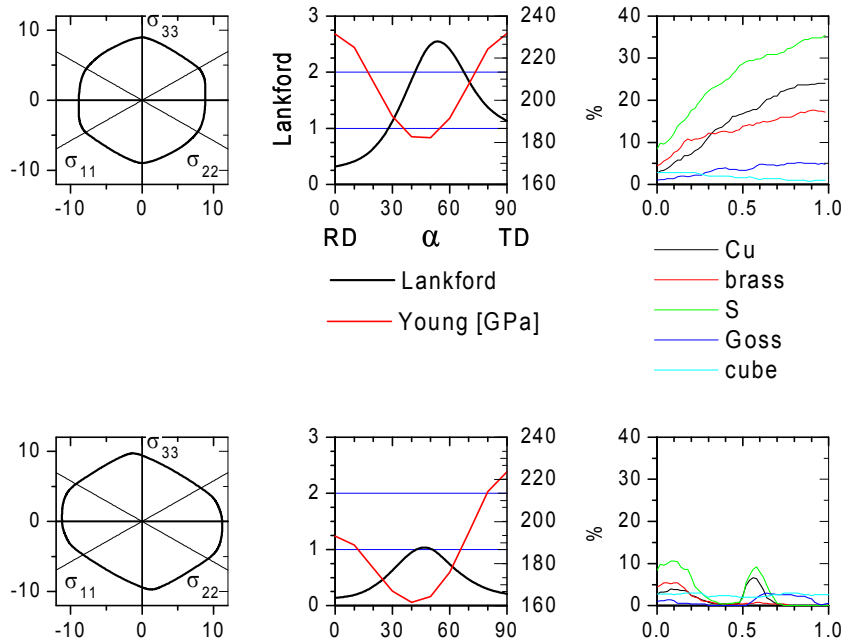 σ33
10
0
-10
σ11
σ22
-10 0 10
Lankford
3
2
1
0
240
220
200
180
160
0 30 60 90
RD α TD
Lankford
Young [GPa]
%
40
30
20
10
0
0.0 0.5 1.0
Cu
brass
S
Goss
cube
σ33
10
0
-10
σ11
σ22
-10 0 10
3
2
1
0
240
220
200
180
160
0 30 60 90
%
40
30
20
10
0
0.0 0.5 1.0